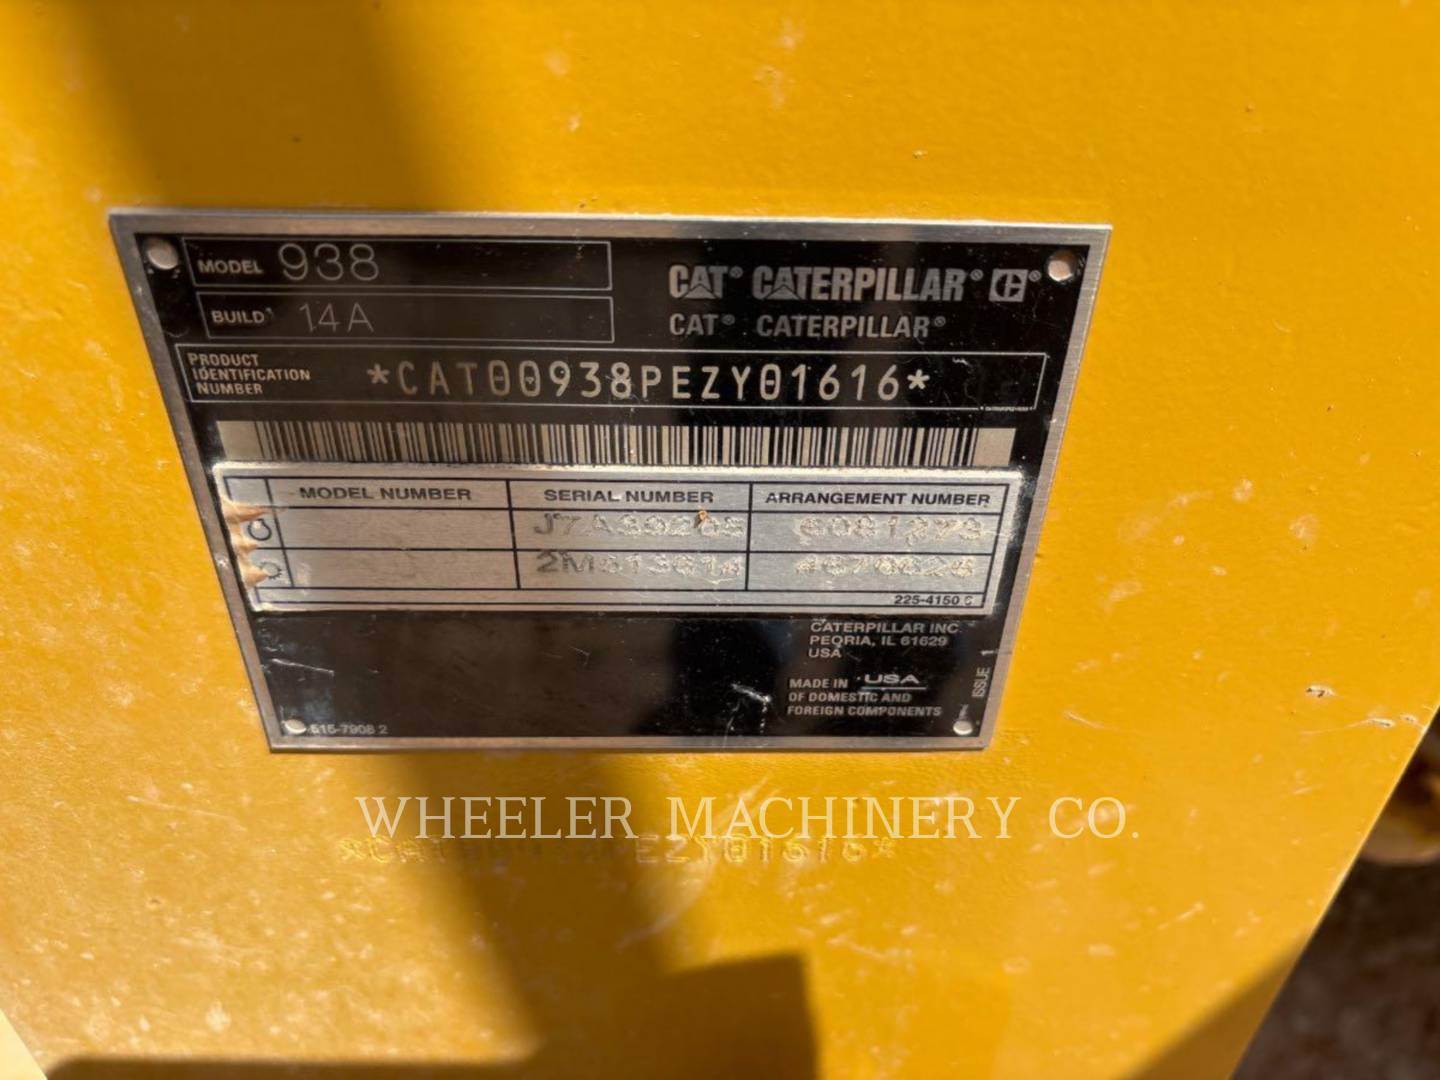 MODEL 938
BUILD 14A
CAT® CATERPILLAR®
CAT® CATERPILLAR®
PRODUCT
IDENTIFICATION
NUMBER
*CAT00938PEZY01616*
MODEL NUMBER SERIAL NUMBER ARRANGEMENT NUMBER
225-4150
CATERPILLAR INC.
PEORIA, IL 61629
USA
MADE IN USA
OF DOMESTIC AND
FOREIGN COMPONENTS
ISSUE 1
515-7908 2
WHEELER MACHINERY CO.
*CAT00938PEZY01616*